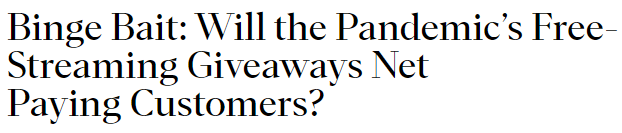 Binge Bait: Will the Pandemic’s Free-
Streaming Giveaways Net
Paying Customers?